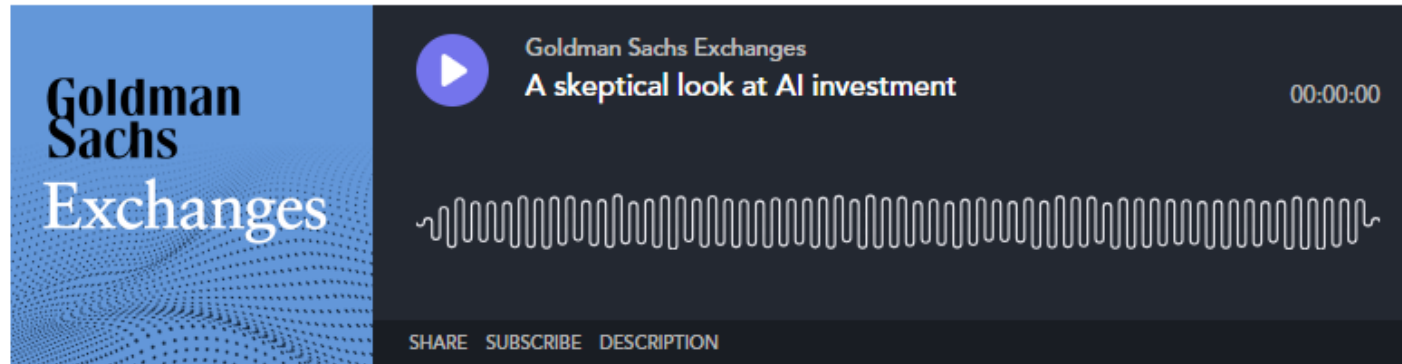 Goldman
Sachs
Exchanges
Goldman Sachs Exchanges
A skeptical look at AI investment
00:00:00
SHARE SUBSCRIBE DESCRIPTION